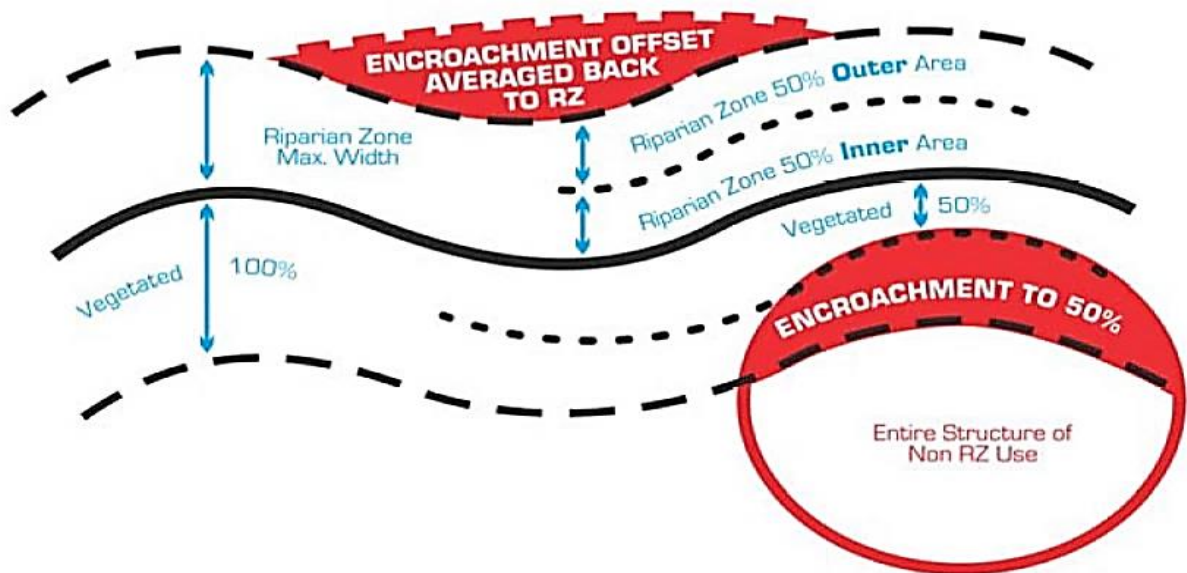 ENCROACHMENT OFFSET
AVERAGED BACK
TO RZ
Riparian Zone
Max. Width
Riparian Zone 50% Outer Area
Riparian Zone 50% Inner Area
Vegetated 50%
Vegetated 100%
ENCROACHMENT TO 50%
Entire Structure of
Non RZ Use